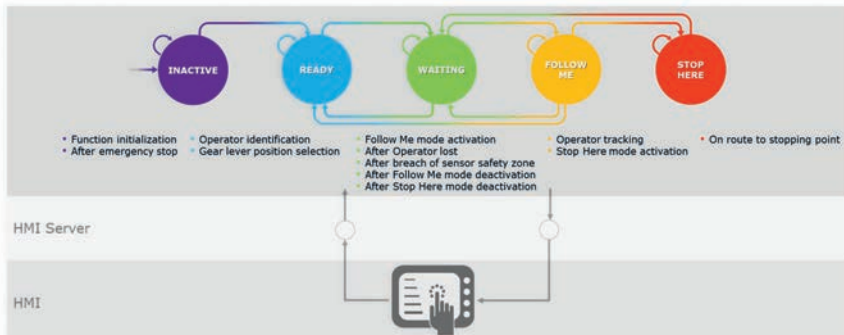 INACTIVE
READY
WAITING
FOLLOW
ME
STOP
HERE
• Function initialization
• After emergency stop
• Operator identification
• Gear lever position selection
• Follow Me mode activation
• After Operator lost
• After breach of sensor safety zone
• After Follow Me mode deactivation
• After Stop Here mode deactivation
• Operator tracking
• Stop Here mode activation
• On route to stopping point
HMI Server
HMI